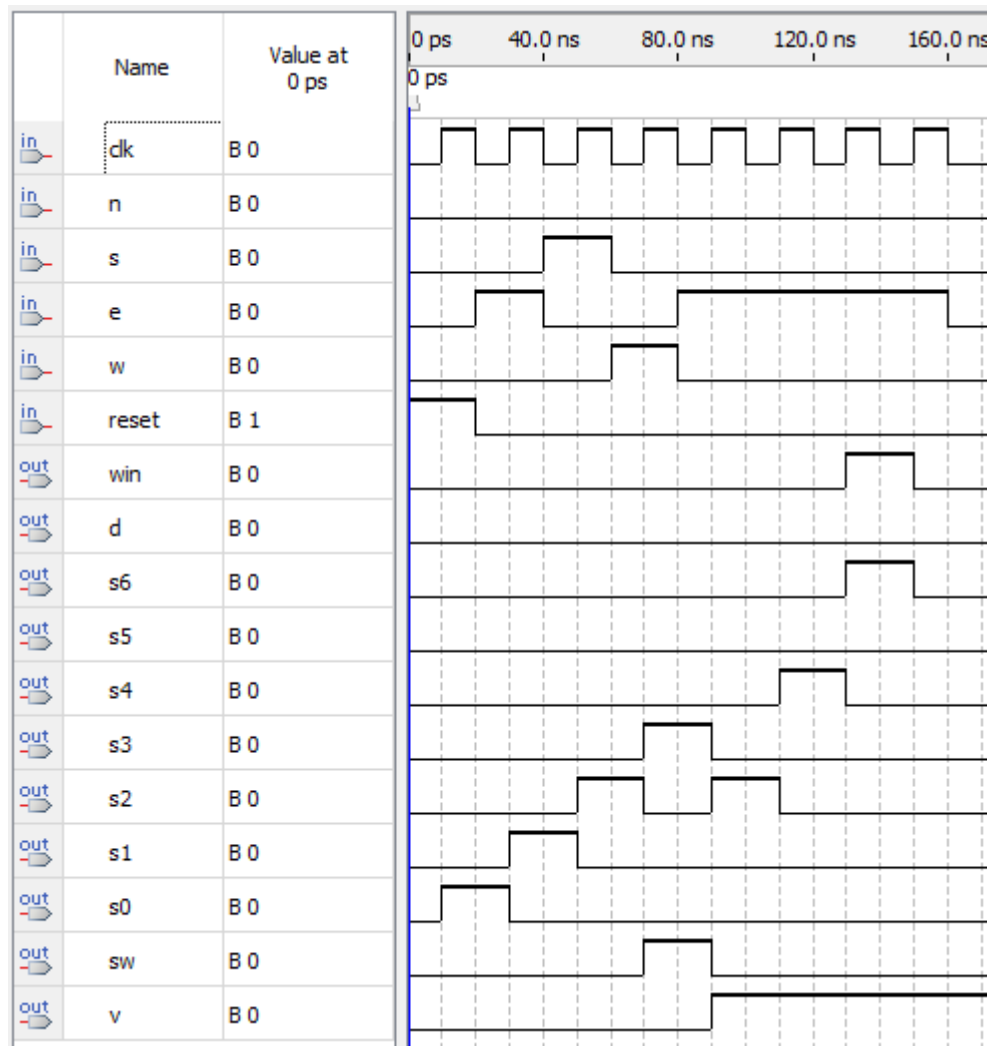 Name Value at 0 ps
0 ps 40.0 ns 80.0 ns 120.0 ns 160.0 ns
0 ps
in clk B 0
in n B 0
in s B 0
in e B 0
in w B 0
in reset B 1
out win B 0
out d B 0
out s6 B 0
out s5 B 0
out s4 B 0
out s3 B 0
out s2 B 0
out s1 B 0
out s0 B 0
out sw B 0
out v B 0